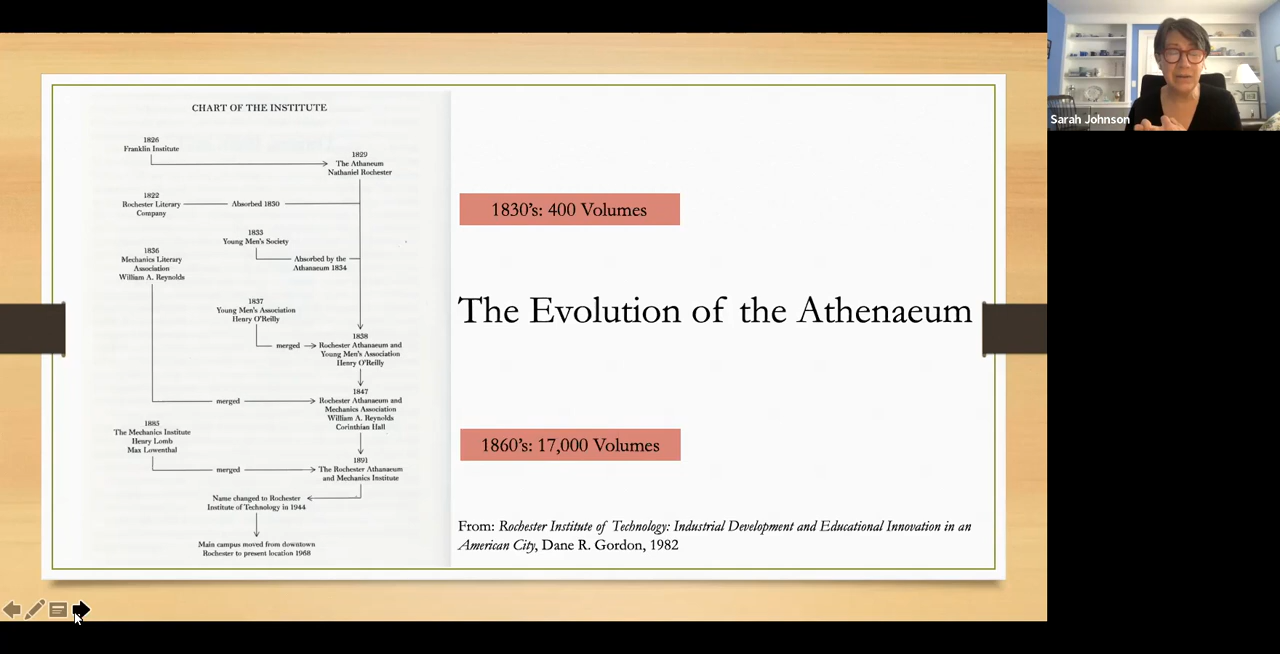 CHART OF THE INSTITUTE
1826
Franklin Institute
1829
The Athaneum
Nathaniel Rochester
1822
Rochester Literary
Company
Absorbed 1830
1833
Young Men's Society
Absorbed by the
Athanaeum 1834
1836
Mechanics Literary
Association
William A. Reynolds
1837
Young Men's Association
Henry O'Reilly
merged
1838
Rochester Athanaeum and
Young Men's Association
Henry O'Reilly
1847
Rochester Athanaeum and
Mechanics Association
William A. Reynolds
Corinthian Hall
merged
1885
The Mechanics Institute
Henry Lomb
Max Lowenthal
merged
1891
The Rochester Athanaeum
and Mechanics Institute
Name changed to Rochester
Institute of Technology in 1944
Main campus moved from downtown
Rochester to present location 1968
1830's: 400 Volumes
The Evolution of the Athenaeum
1860's: 17,000 Volumes
From: Rochester Institute of Technology: Industrial Development and Educational Innovation in an
American City, Dane R. Gordon, 1982
Sarah Johnson